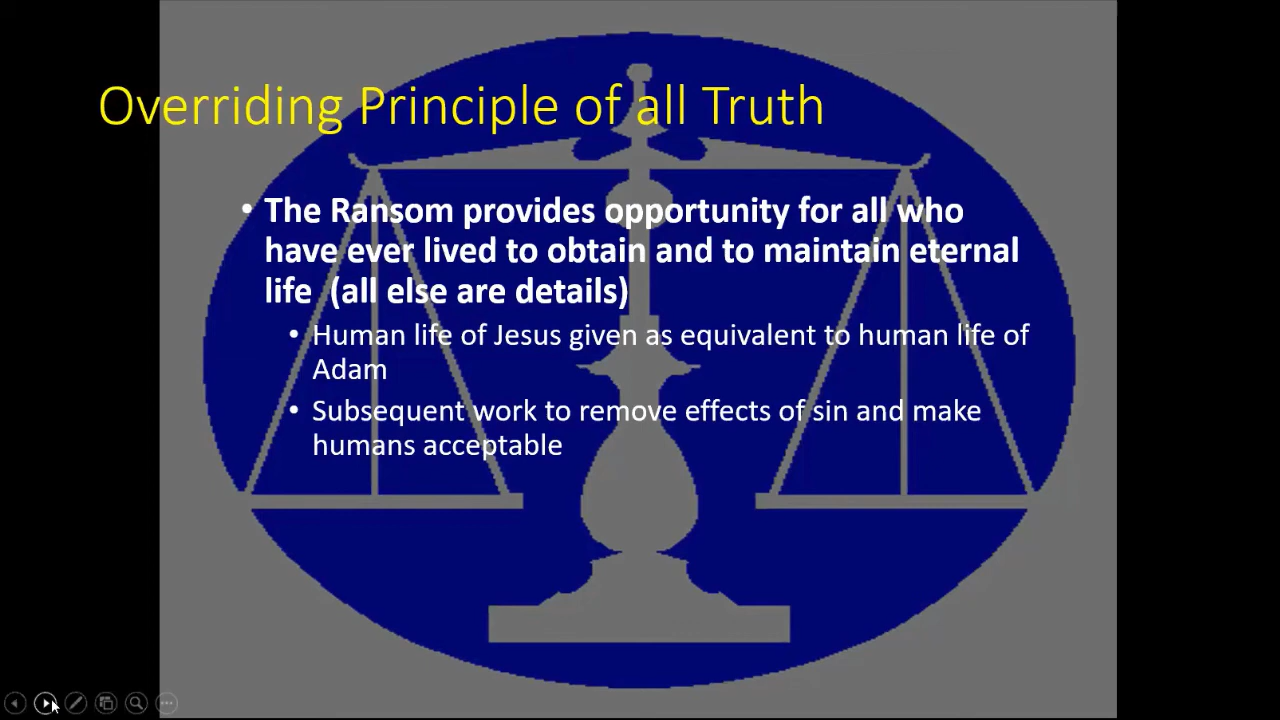 Overriding Principle of all Truth
• The Ransom provides opportunity for all who
have ever lived to obtain and to maintain eternal
life (all else are details)
• Human life of Jesus given as equivalent to human life of
Adam
• Subsequent work to remove effects of sin and make
humans acceptable